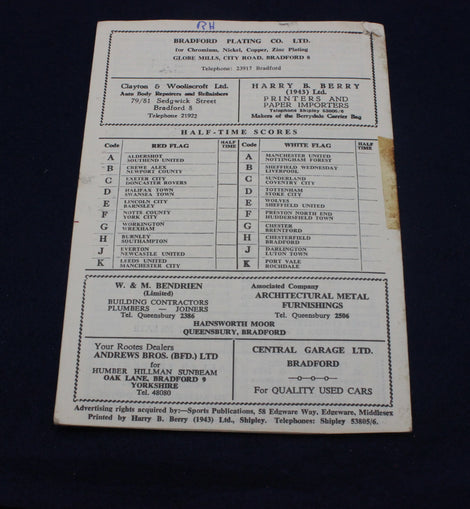 RH
BRADFORD PLATING CO. LTD.
for Chromium, Nickel, Copper, Zinc Plating
GLOBE MILLS, CITY ROAD, BRADFORD 8
Telephone: 23917 Bradford
Clayton & Wooliscroft Ltd.
Auto Body Repairers and Refinishers
79/81 Sedgwick Street
Bradford 8
Telephone 21922
HARRY B. BERRY
(1943) Ltd.
PRINTERS AND
PAPER IMPORTERS
Telephone Shipley 53805/6
Makers of the Berrydale Carrier Bag
HALF-TIME SCORES
Code RED FLAG HALF TIME
A ALDERSHOT
SOUTHEND UNITED
B CREWE ALEX
NEWPORT COUNTY
C EXETER CITY
DONCASTER ROVERS
D HALIFAX TOWN
SWANSEA TOWN
E LINCOLN CITY
BARNSLEY
F NOTTS COUNTY
YORK CITY
G WORKINGTON
WREXHAM
H BURNLEY
SOUTHAMPTON
J EVERTON
NEWCASTLE UNITED
K LEEDS UNITED
MANCHESTER CITY
Code WHITE FLAG HALF TIME
A MANCHESTER UNITED
NOTTINGHAM FOREST
B SHEFFIELD WEDNESDAY
LIVERPOOL
C SUNDERLAND
COVENTRY CITY
D TOTTENHAM
STOKE CITY
E WOLVES
SHEFFIELD UNITED
F PRESTON NORTH END
HUDDERSFIELD TOWN
G CHESTER
BRENTFORD
H CHESTERFIELD
BRADFORD
J DARLINGTON
LUTON TOWN
K PORT VALE
ROCHDALE
W. & M. BENDRIEN
(Limited)
BUILDING CONTRACTORS
PLUMBERS — JOINERS
Tel. Queensbury 2386
Associated Company
ARCHITECTURAL METAL
FURNISHINGS
Tel. Queensbury 2506
HAINSWORTH MOOR
QUEENSBURY, BRADFORD
Your Rootes Dealers
ANDREWS BROS. (BFD.) LTD
for
HUMBER HILLMAN SUNBEAM
OAK LANE, BRADFORD 9
YORKSHIRE
Tel. 48080
CENTRAL GARAGE LTD.
BRADFORD
For QUALITY USED CARS
Advertising rights acquired by:—Sports Publications, 58 Edgware Way, Edgeware, Middlesex
Printed by Harry B. Berry (1943) Ltd., Shipley. Telephones: Shipley 53805/6.